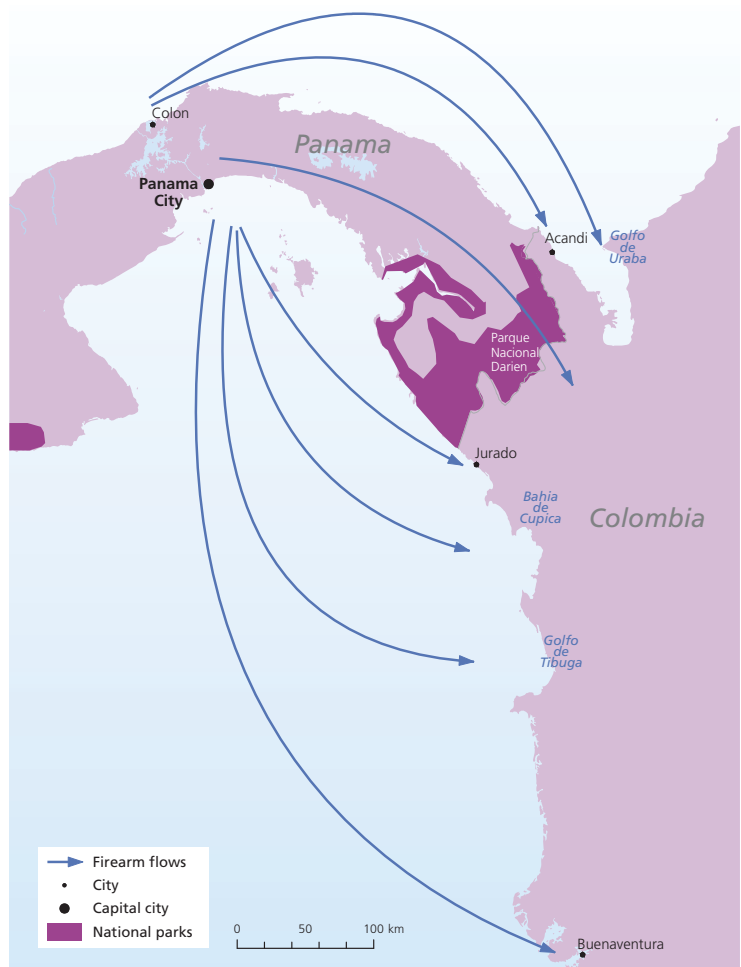 Colon
Panama
Panama
City
Acandi
Golfo
de
Uraba
Parque
Nacional
Darien
Jurado
Bahia
de
Cupica
Colombia
Golfo
de
Tibuga
Firearm flows
City
Capital city
National parks
0 50 100 km
Buenaventura